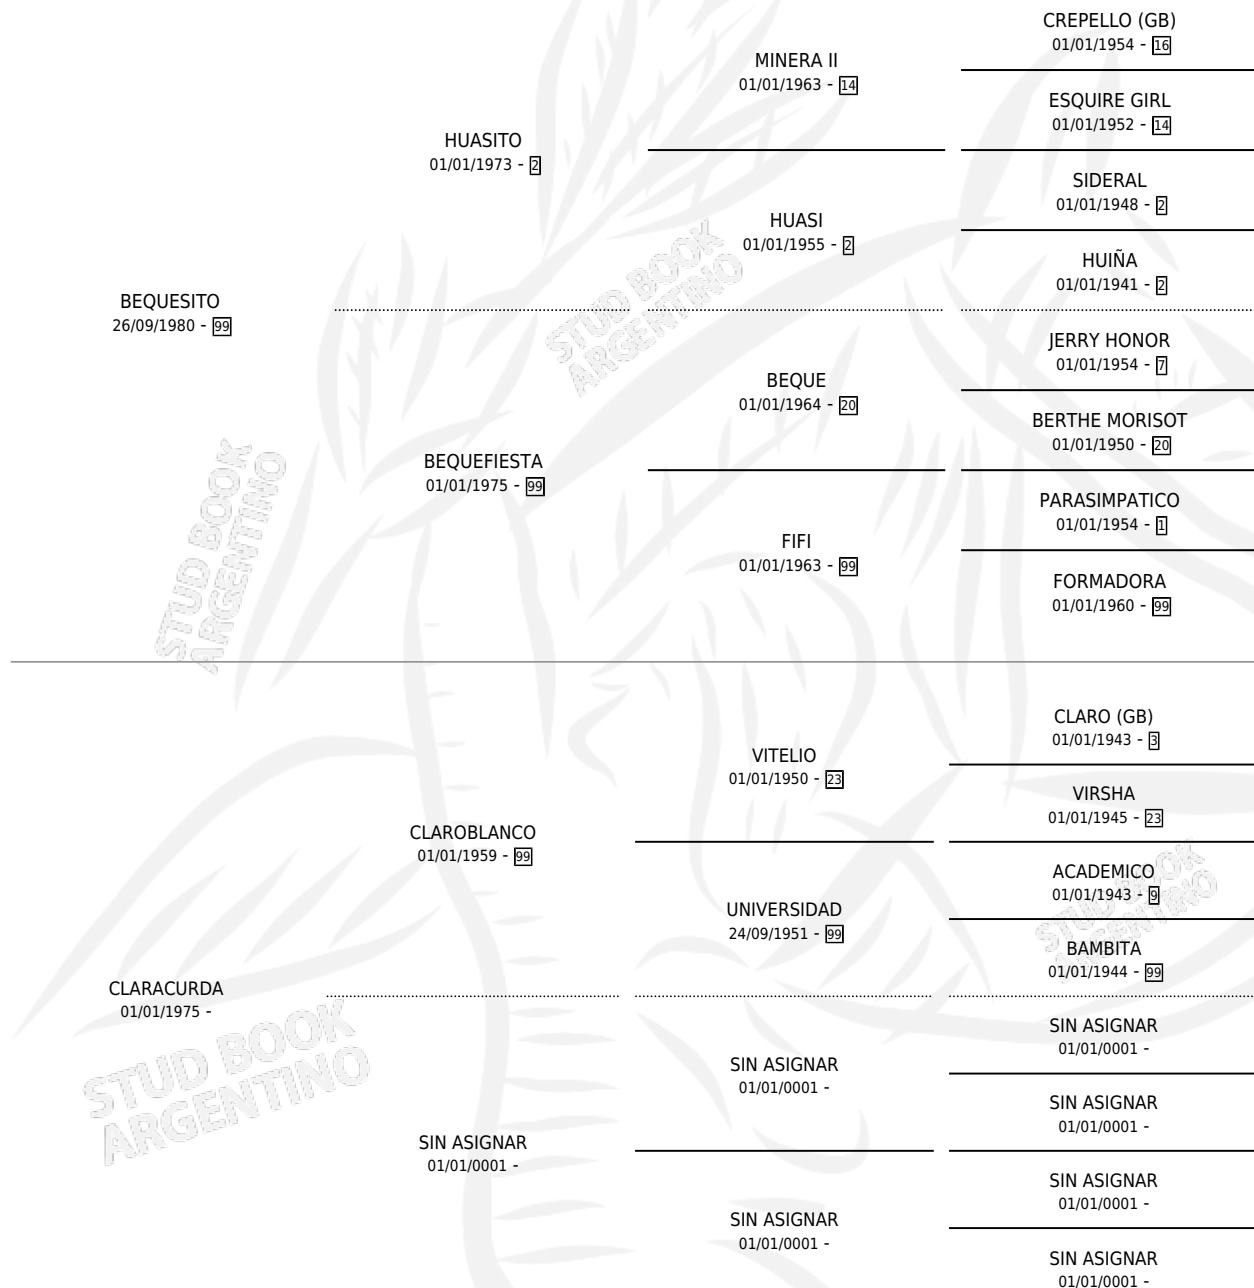 CREPELLO (GB)
01/01/1954 - 16
MINERA II
01/01/1963 - 14
ESQUIRE GIRL
01/01/1952 - 14
HUASITO
01/01/1973 - 2
SIDERAL
01/01/1948 - 2
HUASI
01/01/1955 - 2
HUIÑA
01/01/1941 - 2
BEQUESITO
26/09/1980 - 99
JERRY HONOR
01/01/1954 - 7
BEQUE
01/01/1964 - 20
BERTHE MORISOT
01/01/1950 - 20
BEQUEFIESTA
01/01/1975 - 99
PARASIMPATICO
01/01/1954 - 1
FIFI
01/01/1963 - 99
FORMADORA
01/01/1960 - 99
CLARO (GB)
01/01/1943 - 3
VITELIO
01/01/1950 - 23
VIRSHA
01/01/1945 - 23
CLAROBLANCO
01/01/1959 - 99
ACADEMICO
01/01/1943 - 9
UNIVERSIDAD
24/09/1951 - 99
BAMBITA
01/01/1944 - 99
CLARACURDA
01/01/1975 -
SIN ASIGNAR
01/01/0001 -
SIN ASIGNAR
01/01/0001 -
SIN ASIGNAR
01/01/0001 -
SIN ASIGNAR
01/01/0001 -
SIN ASIGNAR
01/01/0001 -
SIN ASIGNAR
01/01/0001 -
SIN ASIGNAR
01/01/0001 -
STUD BOOK
ARGENTINO
STUD BOOK
ARGENTINO
STUD BOOK
ARGENTINO
STUD BOOK
ARGENTINO